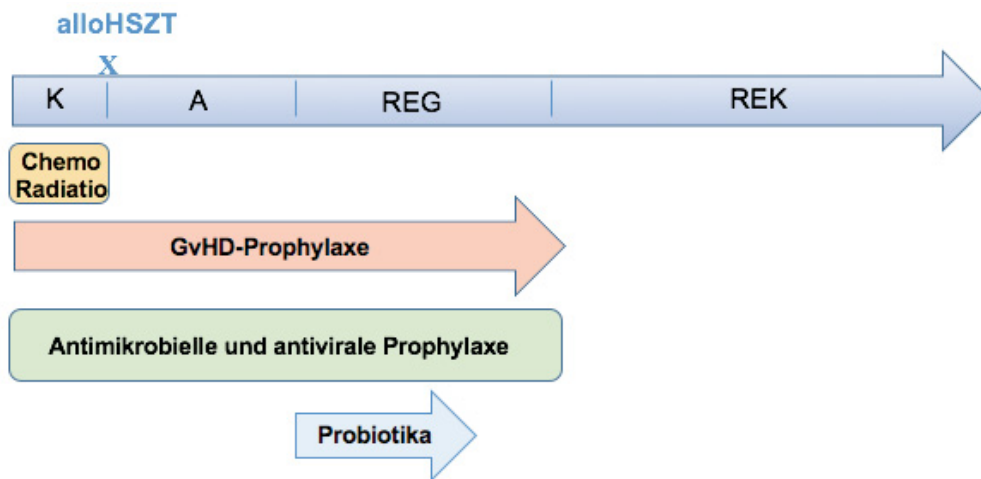 alloHSZT
X
K A REG REK
Chemo
Radiatio
GvHD-Prophylaxe
Antimikrobielle und antivirale Prophylaxe
Probiotika